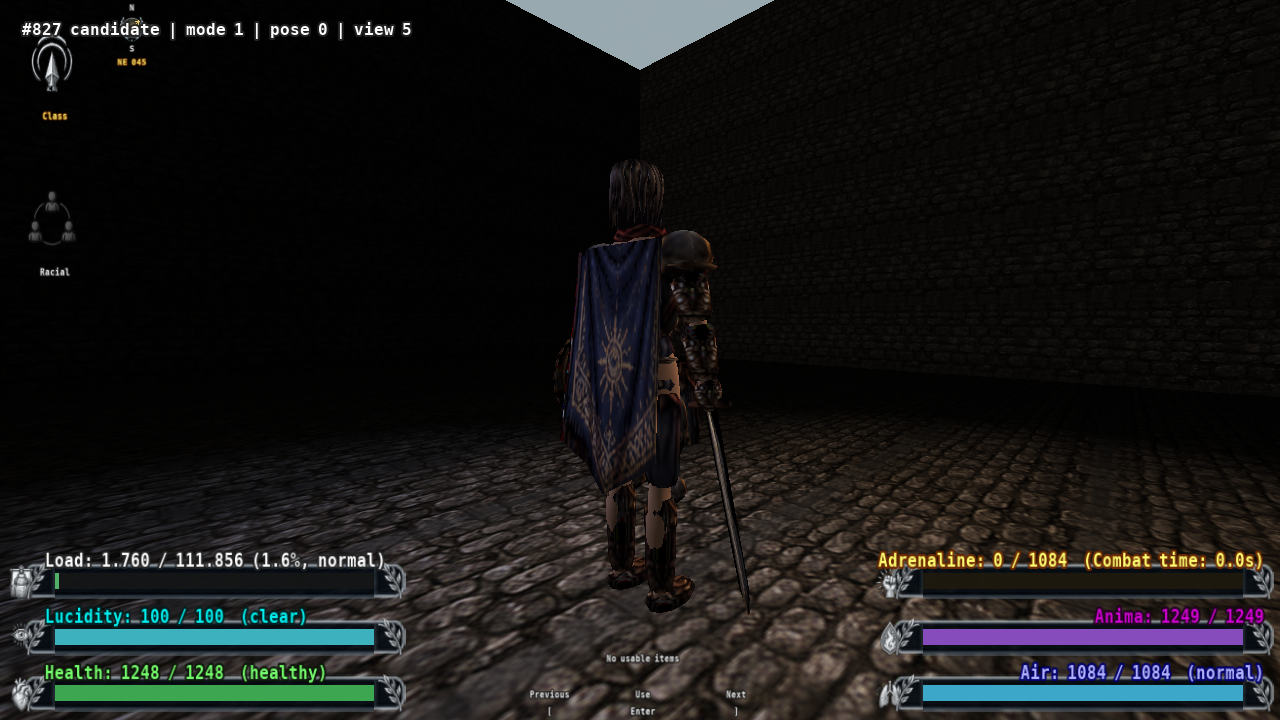 #827 candidate | mode 1 | pose 0 | view 5
N
S
NE 045
Class
Racial
Load: 1.760 / 111.856 (1.6%, normal)
Adrenaline: 0 / 1084 (Combat time: 0.0s)
Lucidity: 100 / 100 (clear)
Anima: 1249 / 1249
Health: 1248 / 1248 (healthy)
Air: 1084 / 1084 (normal)
No usable items
Previous Use Next
[ Enter ]